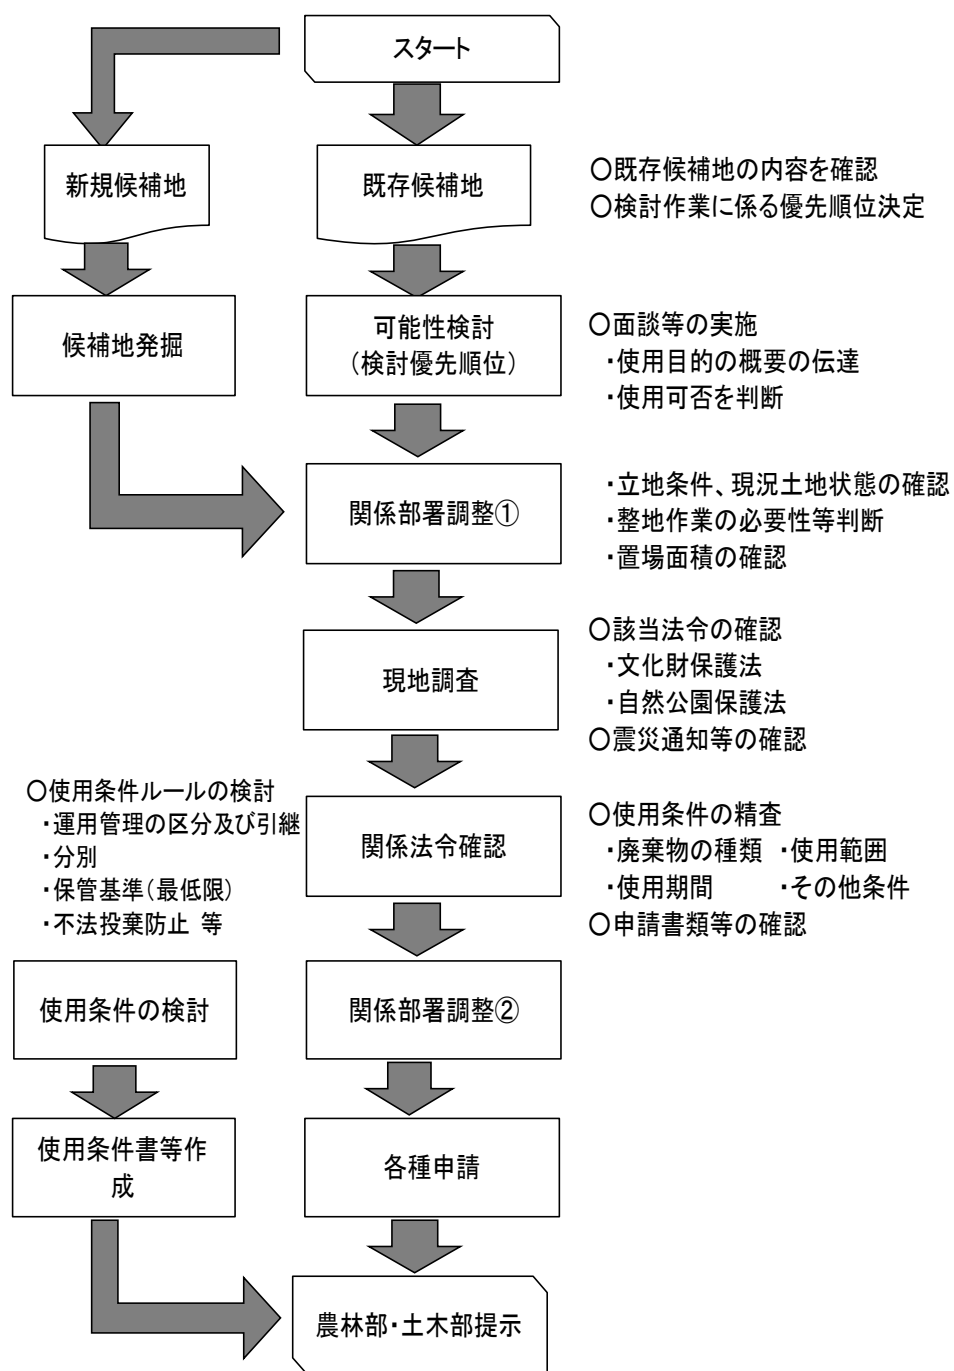 スタート
新規候補地
既存候補地
〇既存候補地の内容を確認
〇検討作業に係る優先順位決定
候補地発掘
可能性検討
(検討優先順位)
〇面談等の実施
・使用目的の概要の伝達
・使用可否を判断
関係部署調整①
・立地条件、現況土地状態の確認
・整地作業の必要性等判断
・置場面積の確認
現地調査
〇該当法令の確認
・文化財保護法
・自然公園保護法
〇震災通知等の確認
〇使用条件ルールの検討
・運用管理の区分及び引継
・分別
・保管基準(最低限)
・不法投棄防止 等
関係法令確認
〇使用条件の精査
・廃棄物の種類 ・使用範囲
・使用期間 ・その他条件
〇申請書類等の確認
使用条件の検討
関係部署調整②
使用条件書等作
成
各種申請
農林部・土木部提示